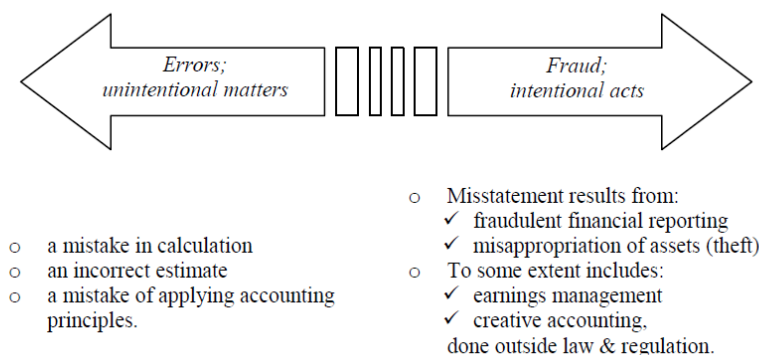 Errors;
unintentional matters
Fraud;
intentional acts
o a mistake in calculation
o an incorrect estimate
o a mistake of applying accounting
principles.
o Misstatement results from:
✓ fraudulent financial reporting
✓ misappropriation of assets (theft)
o To some extent includes:
✓ earnings management
✓ creative accounting,
done outside law & regulation.